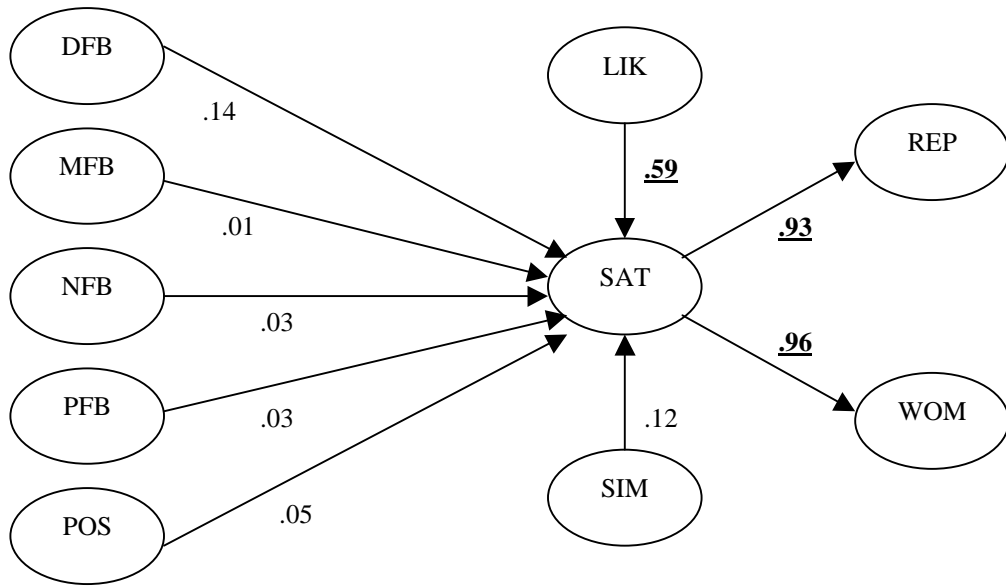 DFB
LIK
.14
REP
MFB
.59
.01
.93
NFB
SAT
.03
.96
PFB
.03
.12
WOM
SIM
POS
.05